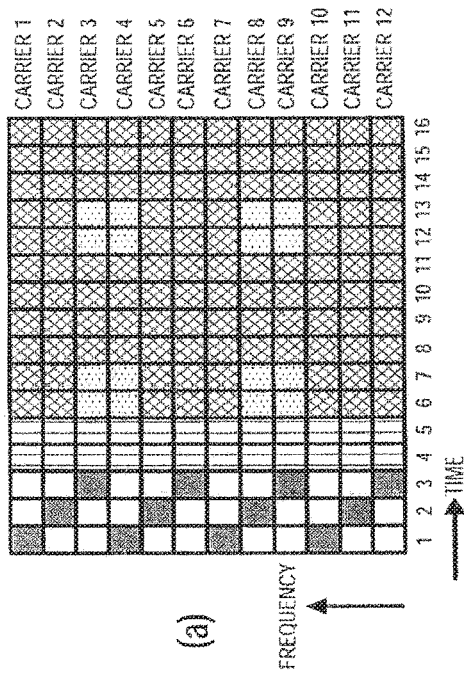 (a)
FREQUENCY
TIME
1 2 3 4 5 6 7 8 9 10 11 12 13 14 15 16
CARRIER 1
CARRIER 2
CARRIER 3
CARRIER 4
CARRIER 5
CARRIER 6
CARRIER 7
CARRIER 8
CARRIER 9
CARRIER 10
CARRIER 11
CARRIER 12